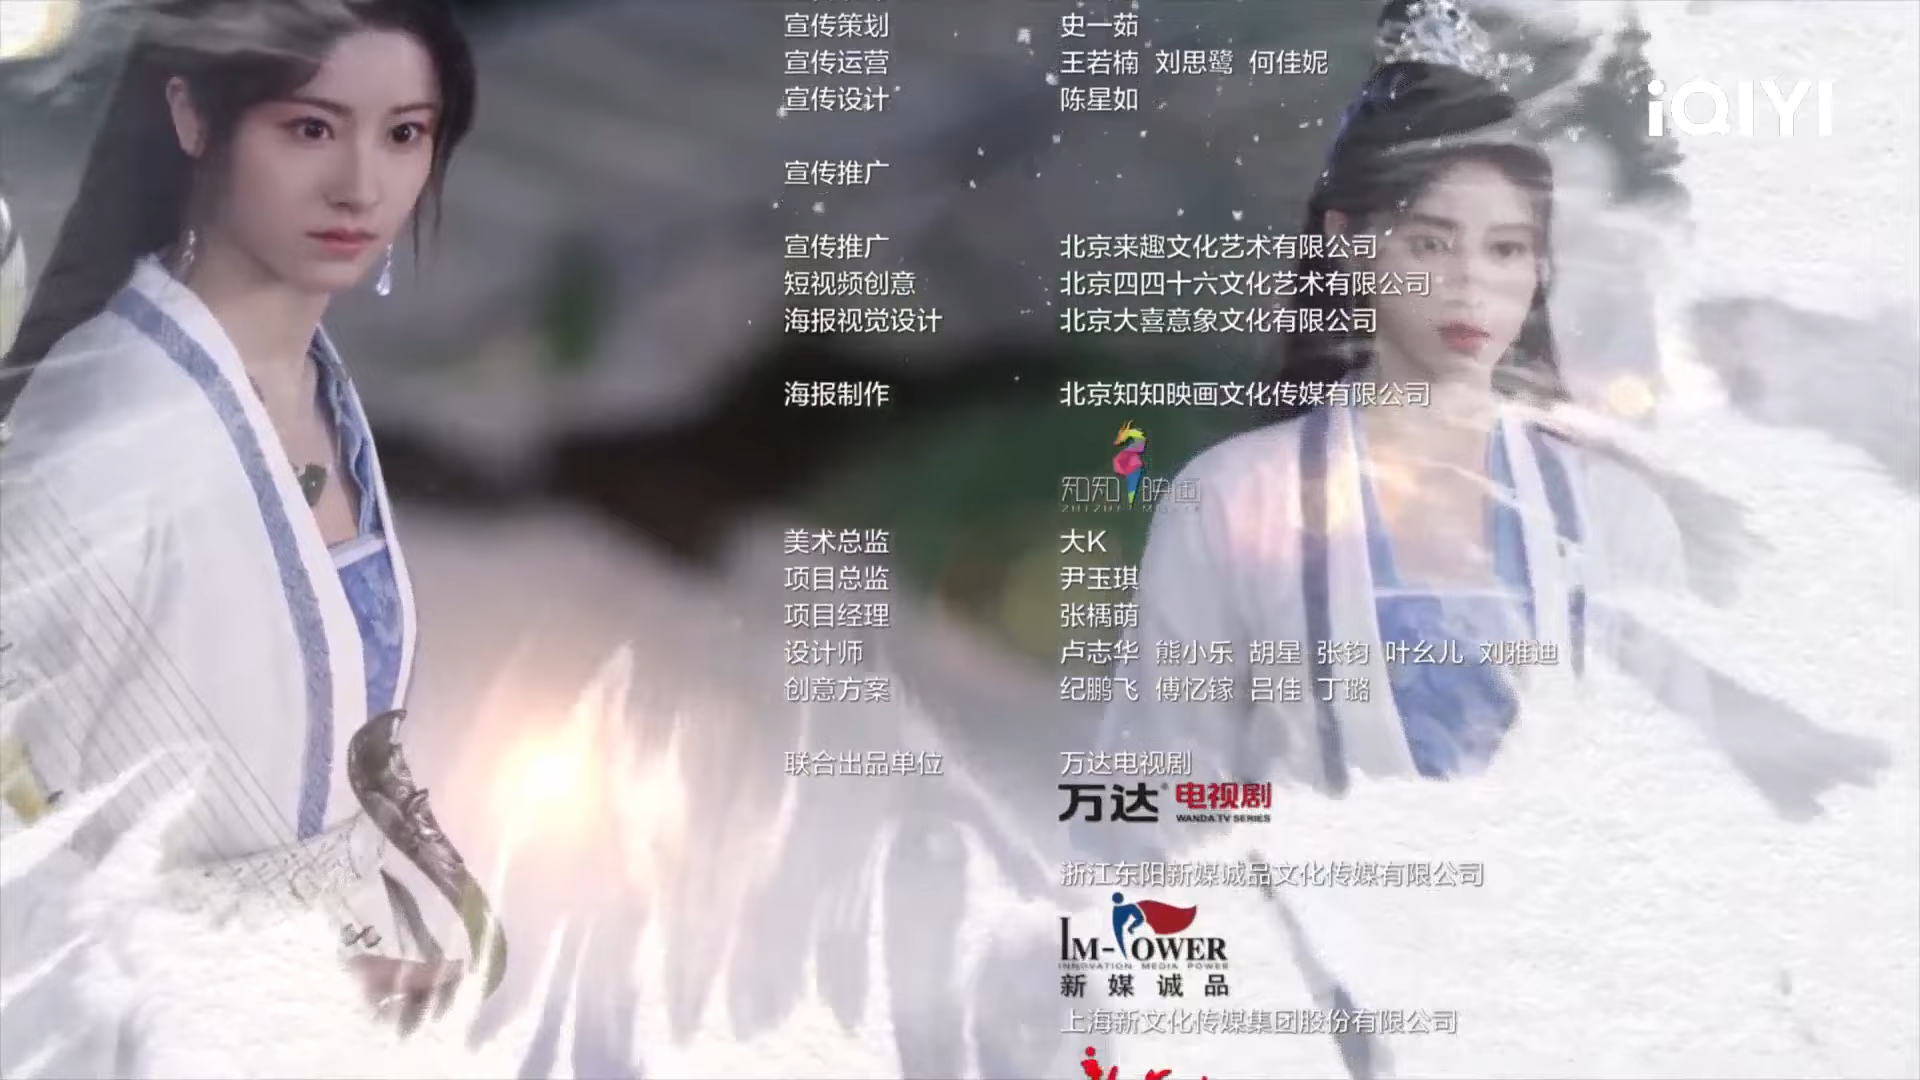 宣传策划 史一茹
宣传运营 王若楠 刘思鹭 何佳妮
宣传设计 陈星如
iQIYI
宣传推广
宣传推广 北京来趣文化艺术有限公司
短视频创意 北京四四十六文化艺术有限公司
海报视觉设计 北京大喜意象文化有限公司
海报制作 北京知知映画文化传媒有限公司
知知映画
美术总监 大K
项目总监 尹玉琪
项目经理 张楀萌
设计师 卢志华 熊小乐 胡星 张钧 叶幺儿 刘雅迪
创意方案 纪鹏飞 傅忆镓 吕佳 丁璐
联合出品单位 万达电视剧
万达 电视剧
WANDA TV SERIES
浙江东阳新媒诚品文化传媒有限公司
IM-POWER
INNOVATION MEDIA POWER
新媒诚品
上海新文化传媒集团股份有限公司